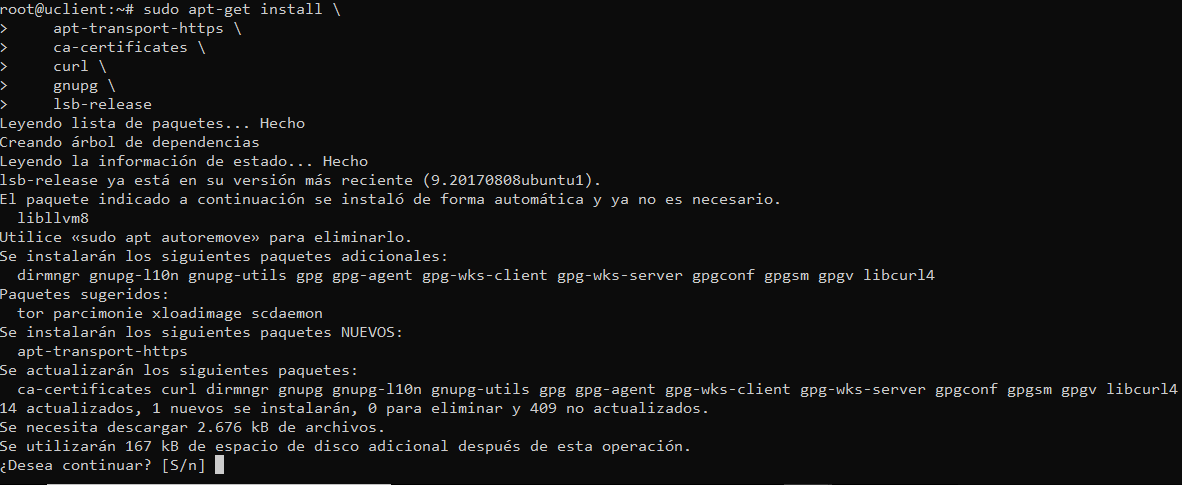 root@uclient:~# sudo apt-get install \
>     apt-transport-https \
>     ca-certificates \
>     curl \
>     gnupg \
>     lsb-release
Leyendo lista de paquetes... Hecho
Creando árbol de dependencias
Leyendo la información de estado... Hecho
lsb-release ya está en su versión más reciente (9.20170808ubuntu1).
El paquete indicado a continuación se instaló de forma automática y ya no es necesario.
  libllvm8
Utilice «sudo apt autoremove» para eliminarlo.
Se instalarán los siguientes paquetes adicionales:
  dirmngr gnupg-l10n gnupg-utils gpg gpg-agent gpg-wks-client gpg-wks-server gpgconf gpgsm gpgv libcurl4
Paquetes sugeridos:
  tor parcimonie xloadimage scdaemon
Se instalarán los siguientes paquetes NUEVOS:
  apt-transport-https
Se actualizarán los siguientes paquetes:
  ca-certificates curl dirmngr gnupg gnupg-l10n gnupg-utils gpg gpg-agent gpg-wks-client gpg-wks-server gpgconf gpgsm gpgv libcurl4
14 actualizados, 1 nuevos se instalarán, 0 para eliminar y 409 no actualizados.
Se necesita descargar 2.676 kB de archivos.
Se utilizarán 167 kB de espacio de disco adicional después de esta operación.
¿Desea continuar? [S/n]